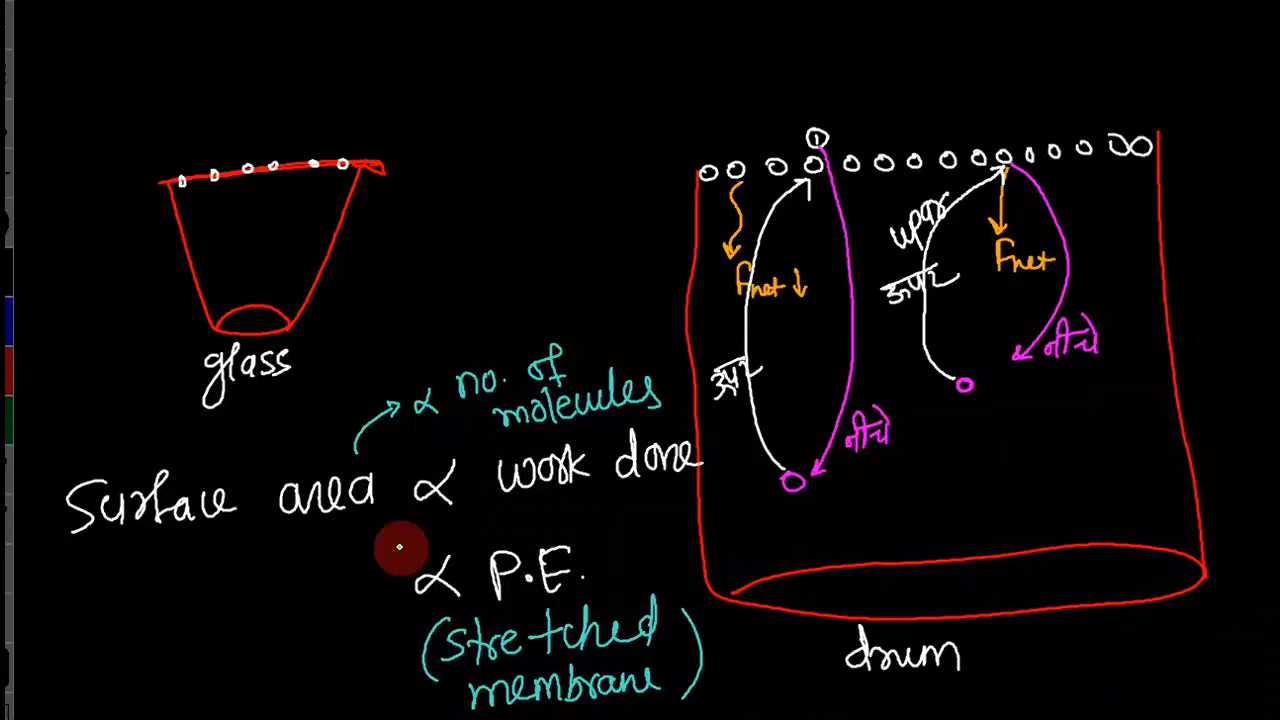 glass
∝ no. of
molecules
Surface area ∝ work done
∝ P.E.
(stretched
membrane)
Fnet ↓
ऊपर
नीचे
upar
ऊपर
Fnet
नीचे
drum